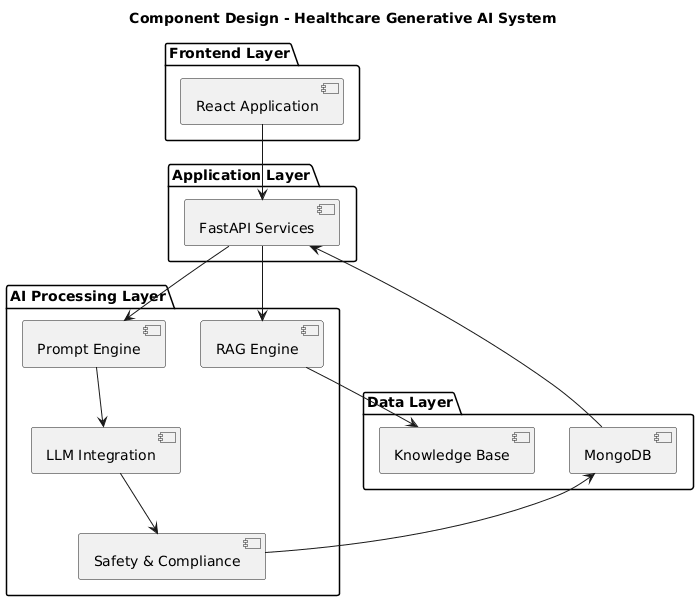 Component Design - Healthcare Generative AI System
Frontend Layer
React Application
Application Layer
FastAPI Services
AI Processing Layer
Prompt Engine
RAG Engine
Data Layer
LLM Integration
Knowledge Base
MongoDB
Safety & Compliance